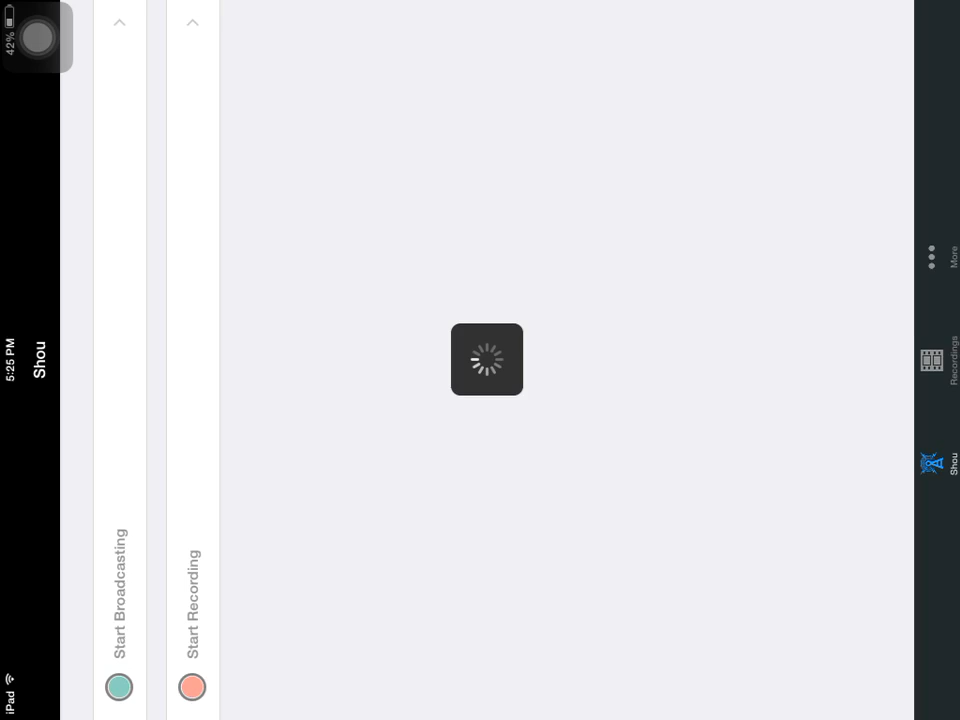 iPad 5:25 PM 42%
Shou
Start Broadcasting
Start Recording
Shou Recordings More